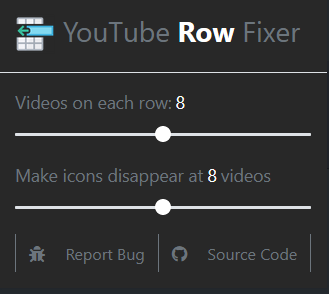 YouTube Row Fixer
Videos on each row: 8
Make icons disappear at 8 videos
Report Bug Source Code